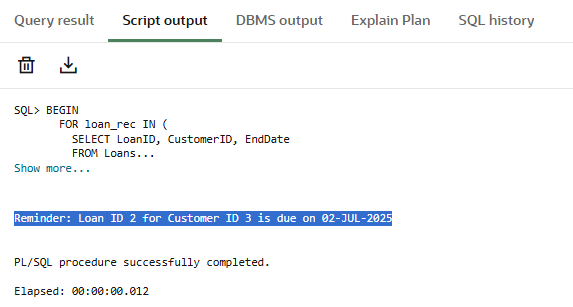 Query result Script output DBMS output Explain Plan SQL history
SQL> BEGIN
FOR loan_rec IN (
SELECT LoanID, CustomerID, EndDate
FROM Loans...
Show more...
Reminder: Loan ID 2 for Customer ID 3 is due on 02-JUL-2025
PL/SQL procedure successfully completed.
Elapsed: 00:00:00.012